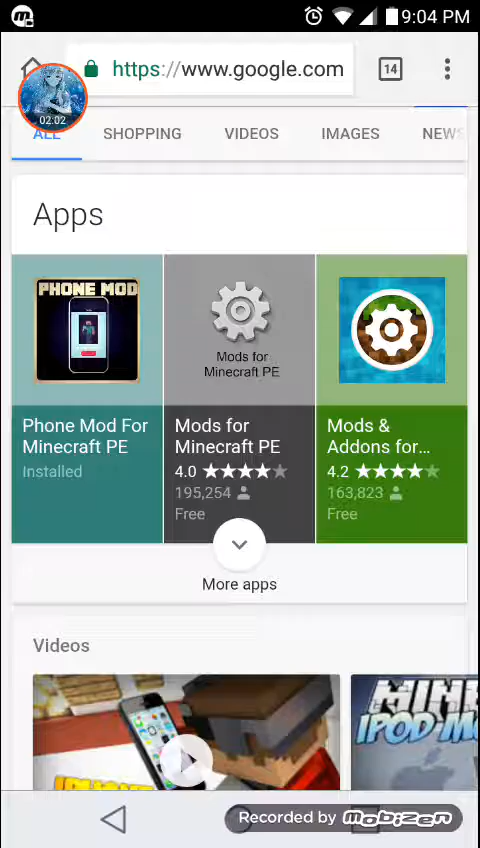 9:04 PM
https://www.google.com
14
02:02
ALL SHOPPING VIDEOS IMAGES NEWS
Apps
PHONE MOD
Mods for
Minecraft PE
Phone Mod For
Minecraft PE
Installed
Mods for
Minecraft PE
4.0
195,254
Free
Mods &
Addons for...
4.2
163,823
Free
More apps
Videos
IPOD
Recorded by mobizen